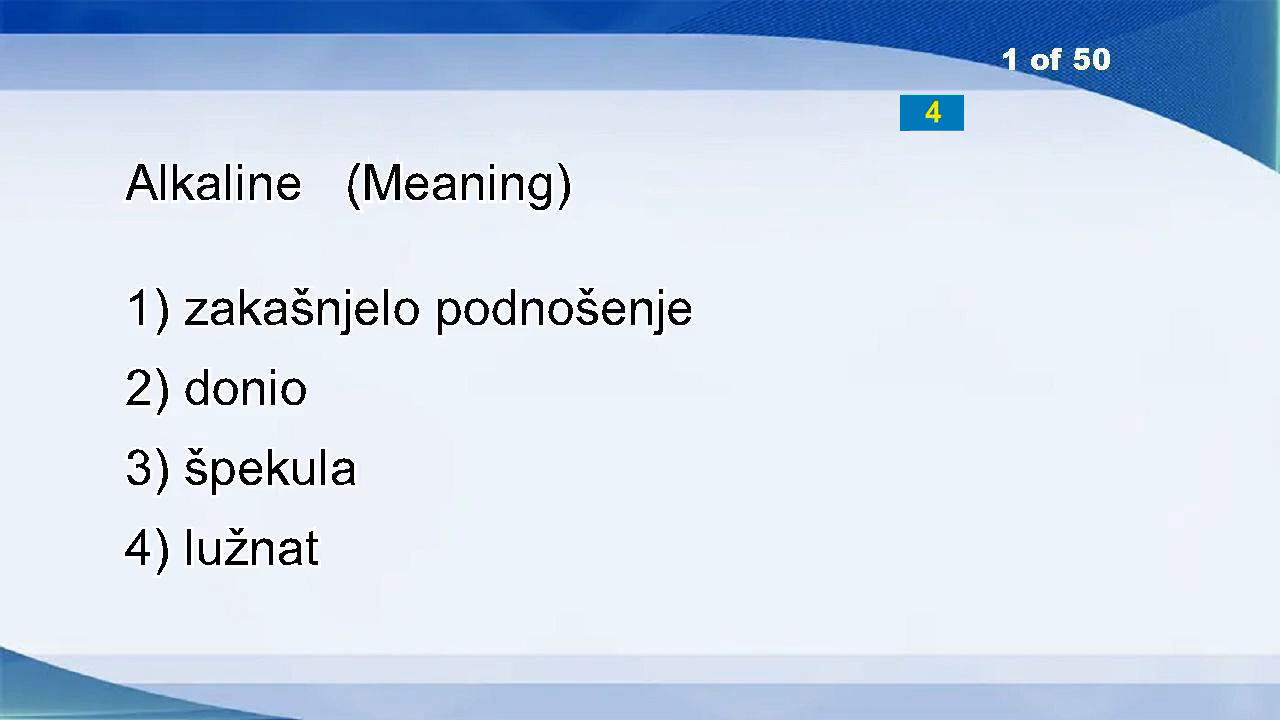 1 of 50
4
Alkaline (Meaning)
1) zakašnjelo podnošenje
2) donio
3) špekula
4) lužnat